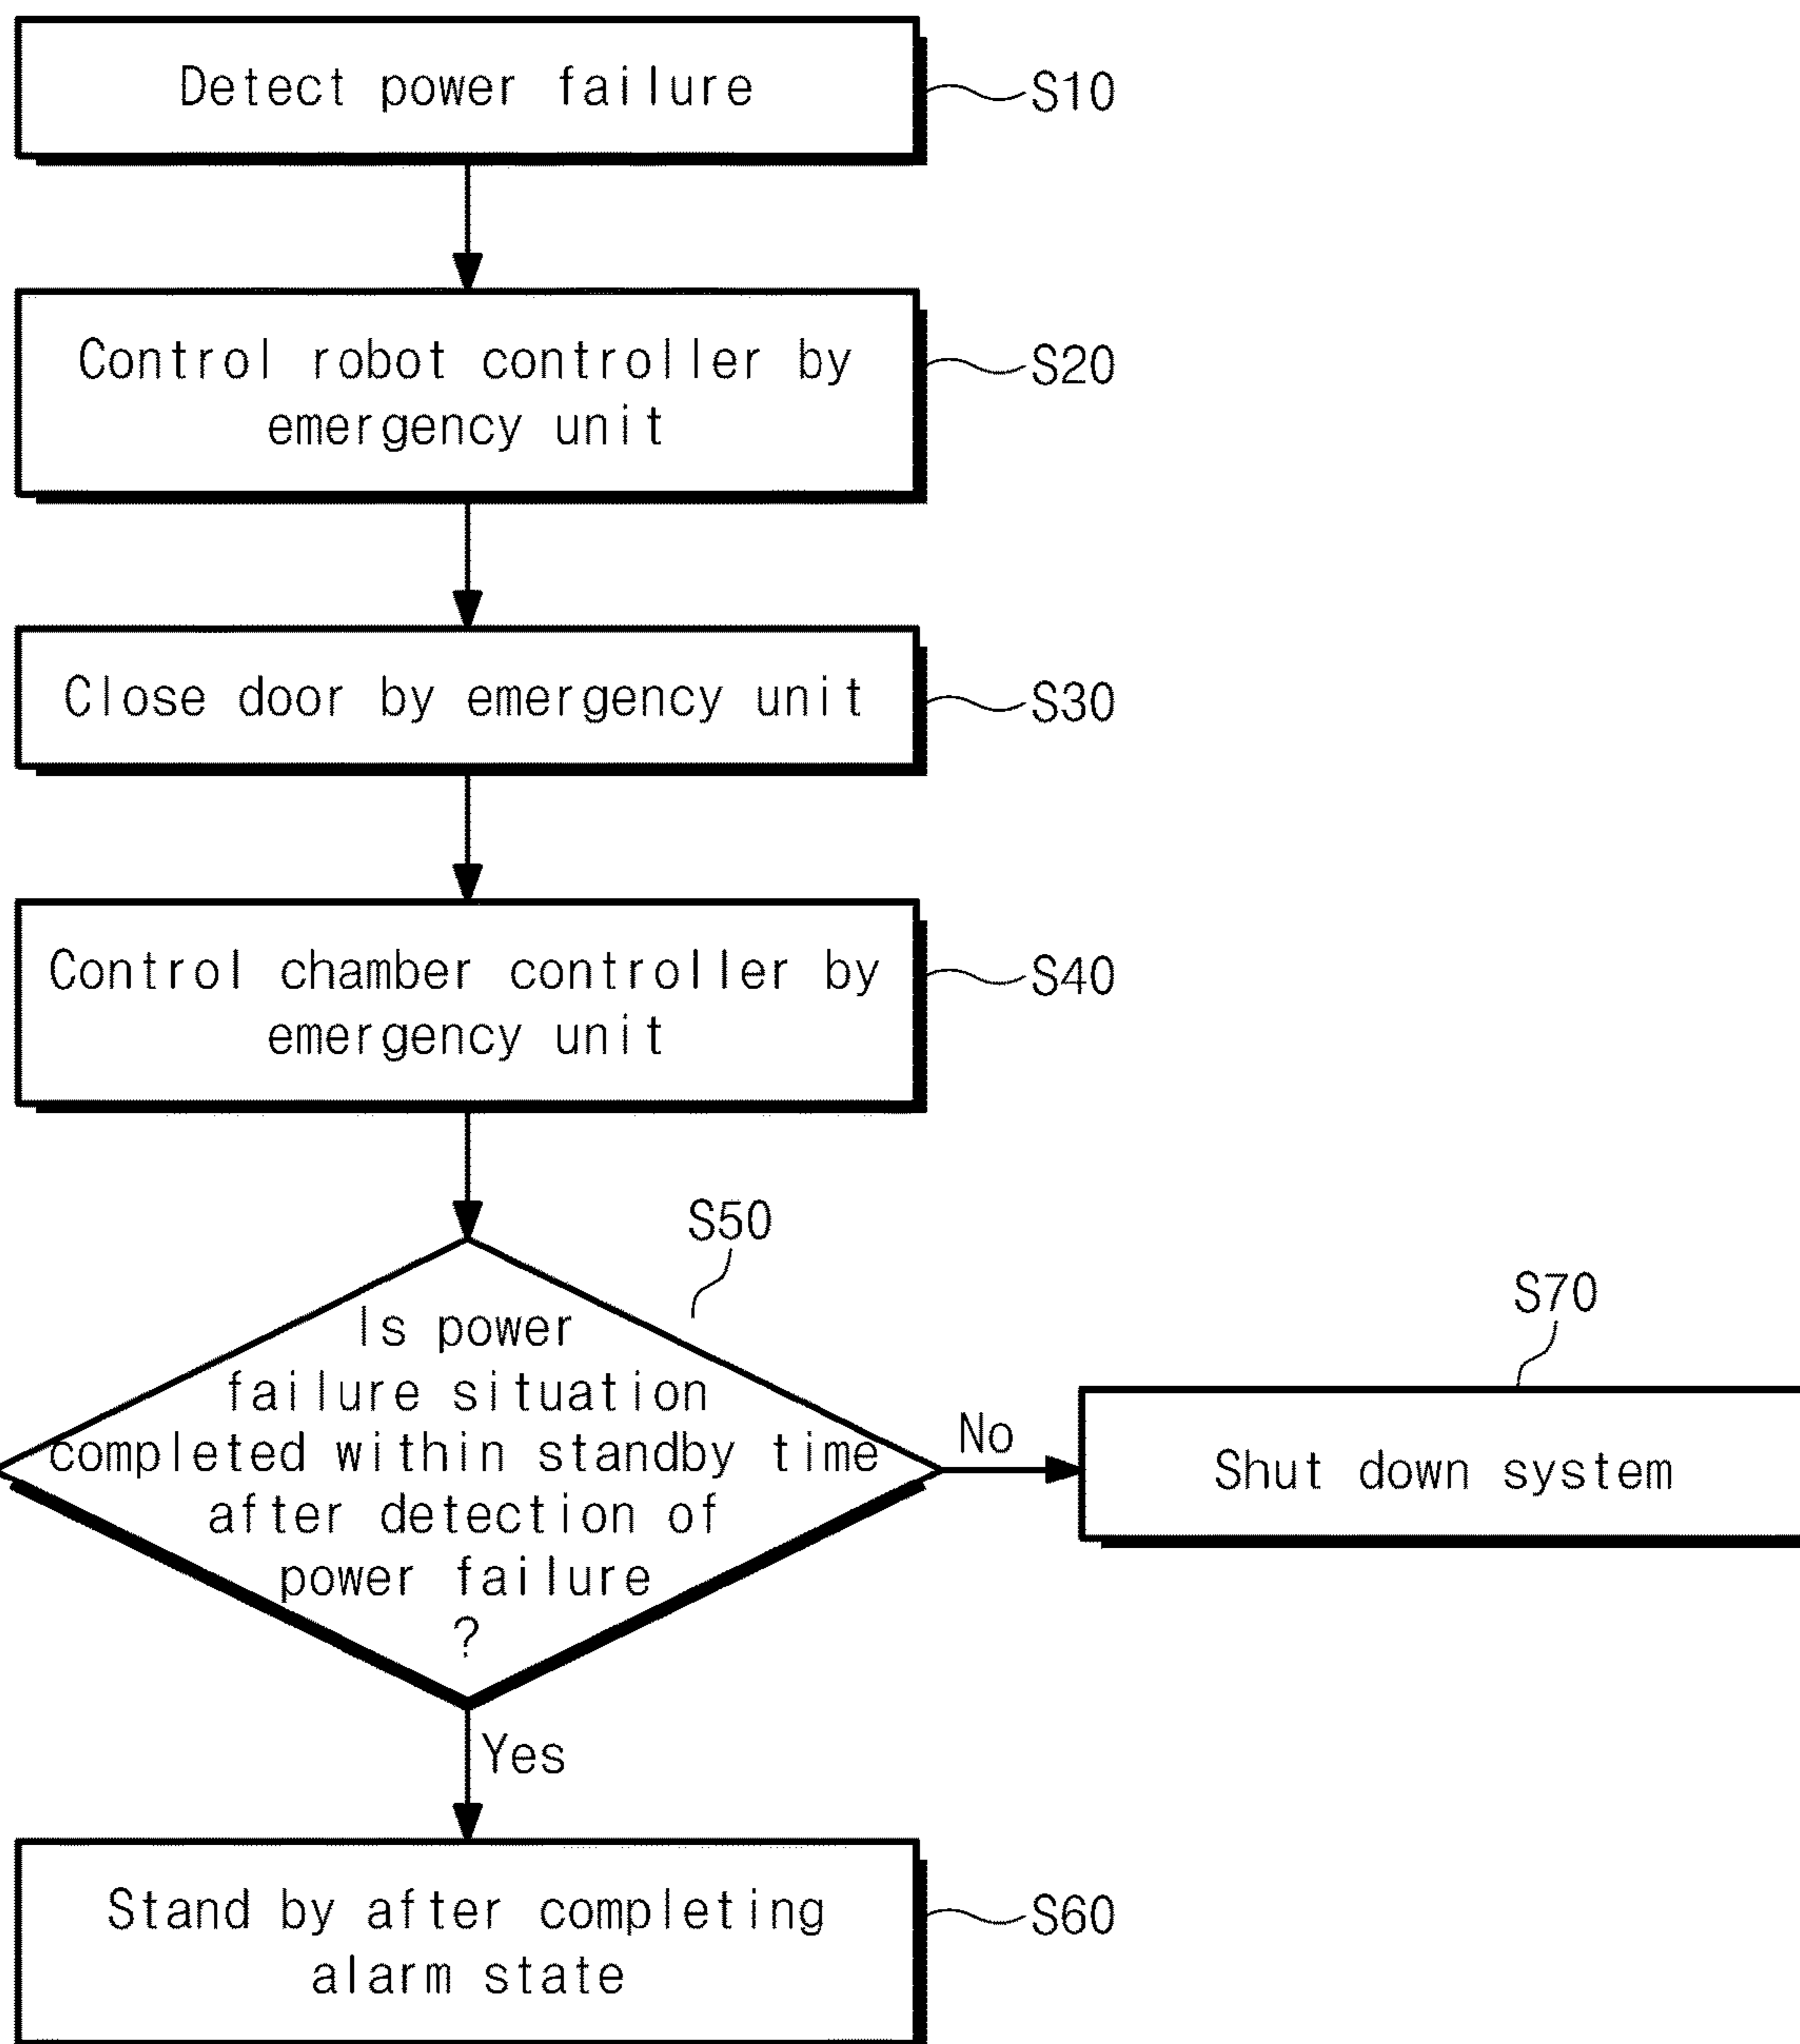 Detect power failure
S10
Control robot controller by
emergency unit
S20
Close door by emergency unit
S30
Control chamber controller by
emergency unit
S40
S50
Is power
failure situation
completed within standby time
after detection of
power failure
?
No
S70
Shut down system
Yes
Stand by after completing
alarm state
S60